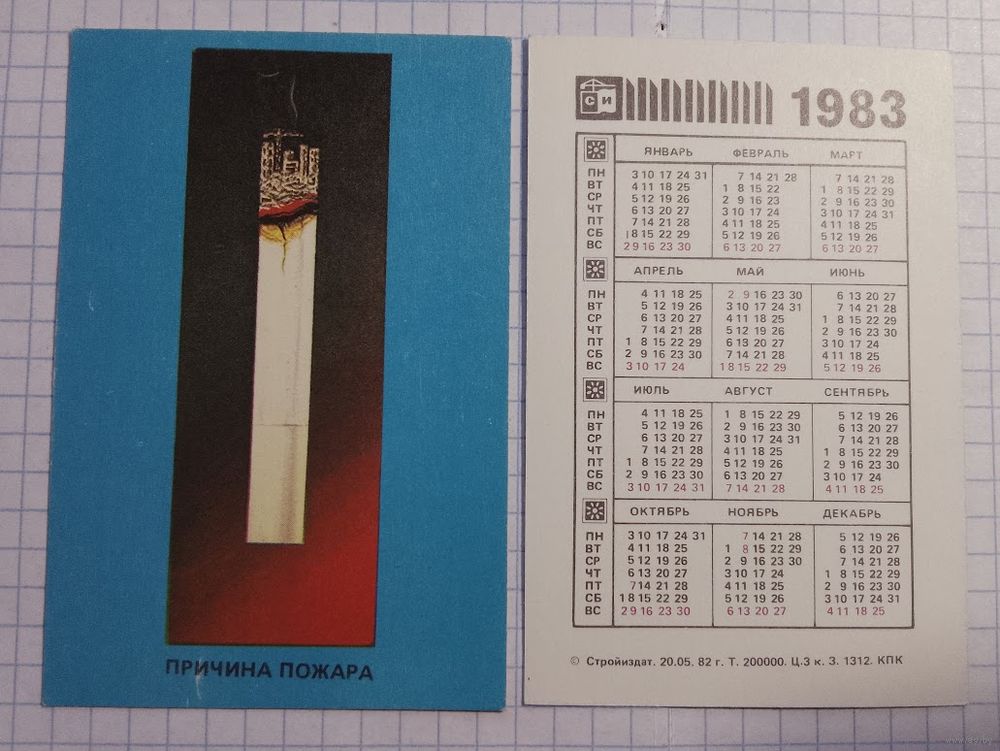 ПРИЧИНА ПОЖАРА
СИ 1983
ЯНВАРЬ ФЕВРАЛЬ МАРТ
ПН 3 10 17 24 31 7 14 21 28 7 14 21 28
ВТ 4 11 18 25 1 8 15 22 1 8 15 22 29
СР 5 12 19 26 2 9 16 23 2 9 16 23 30
ЧТ 6 13 20 27 3 10 17 24 3 10 17 24 31
ПТ 7 14 21 28 4 11 18 25 4 11 18 25
СБ 1 8 15 22 29 5 12 19 26 5 12 19 26
ВС 2 9 16 23 30 6 13 20 27 6 13 20 27
АПРЕЛЬ МАЙ ИЮНЬ
ПН 4 11 18 25 2 9 16 23 30 6 13 20 27
ВТ 5 12 19 26 3 10 17 24 31 7 14 21 28
СР 6 13 20 27 4 11 18 25 1 8 15 22 29
ЧТ 7 14 21 28 5 12 19 26 2 9 16 23 30
ПТ 1 8 15 22 29 6 13 20 27 3 10 17 24
СБ 2 9 16 23 30 7 14 21 28 4 11 18 25
ВС 3 10 17 24 1 8 15 22 29 5 12 19 26
ИЮЛЬ АВГУСТ СЕНТЯБРЬ
ПН 4 11 18 25 1 8 15 22 29 5 12 19 26
ВТ 5 12 19 26 2 9 16 23 30 6 13 20 27
СР 6 13 20 27 3 10 17 24 31 7 14 21 28
ЧТ 7 14 21 28 4 11 18 25 1 8 15 22 29
ПТ 1 8 15 22 29 5 12 19 26 2 9 16 23 30
СБ 2 9 16 23 30 6 13 20 27 3 10 17 24
ВС 3 10 17 24 31 7 14 21 28 4 11 18 25
ОКТЯБРЬ НОЯБРЬ ДЕКАБРЬ
ПН 3 10 17 24 31 7 14 21 28 5 12 19 26
ВТ 4 11 18 25 1 8 15 22 29 6 13 20 27
СР 5 12 19 26 2 9 16 23 30 7 14 21 28
ЧТ 6 13 20 27 3 10 17 24 1 8 15 22 29
ПТ 7 14 21 28 4 11 18 25 2 9 16 23 30
СБ 1 8 15 22 29 5 12 19 26 3 10 17 24 31
ВС 2 9 16 23 30 6 13 20 27 4 11 18 25
© Стройиздат. 20.05. 82 г. Т. 200000. Ц.3 к. З. 1312. КПК